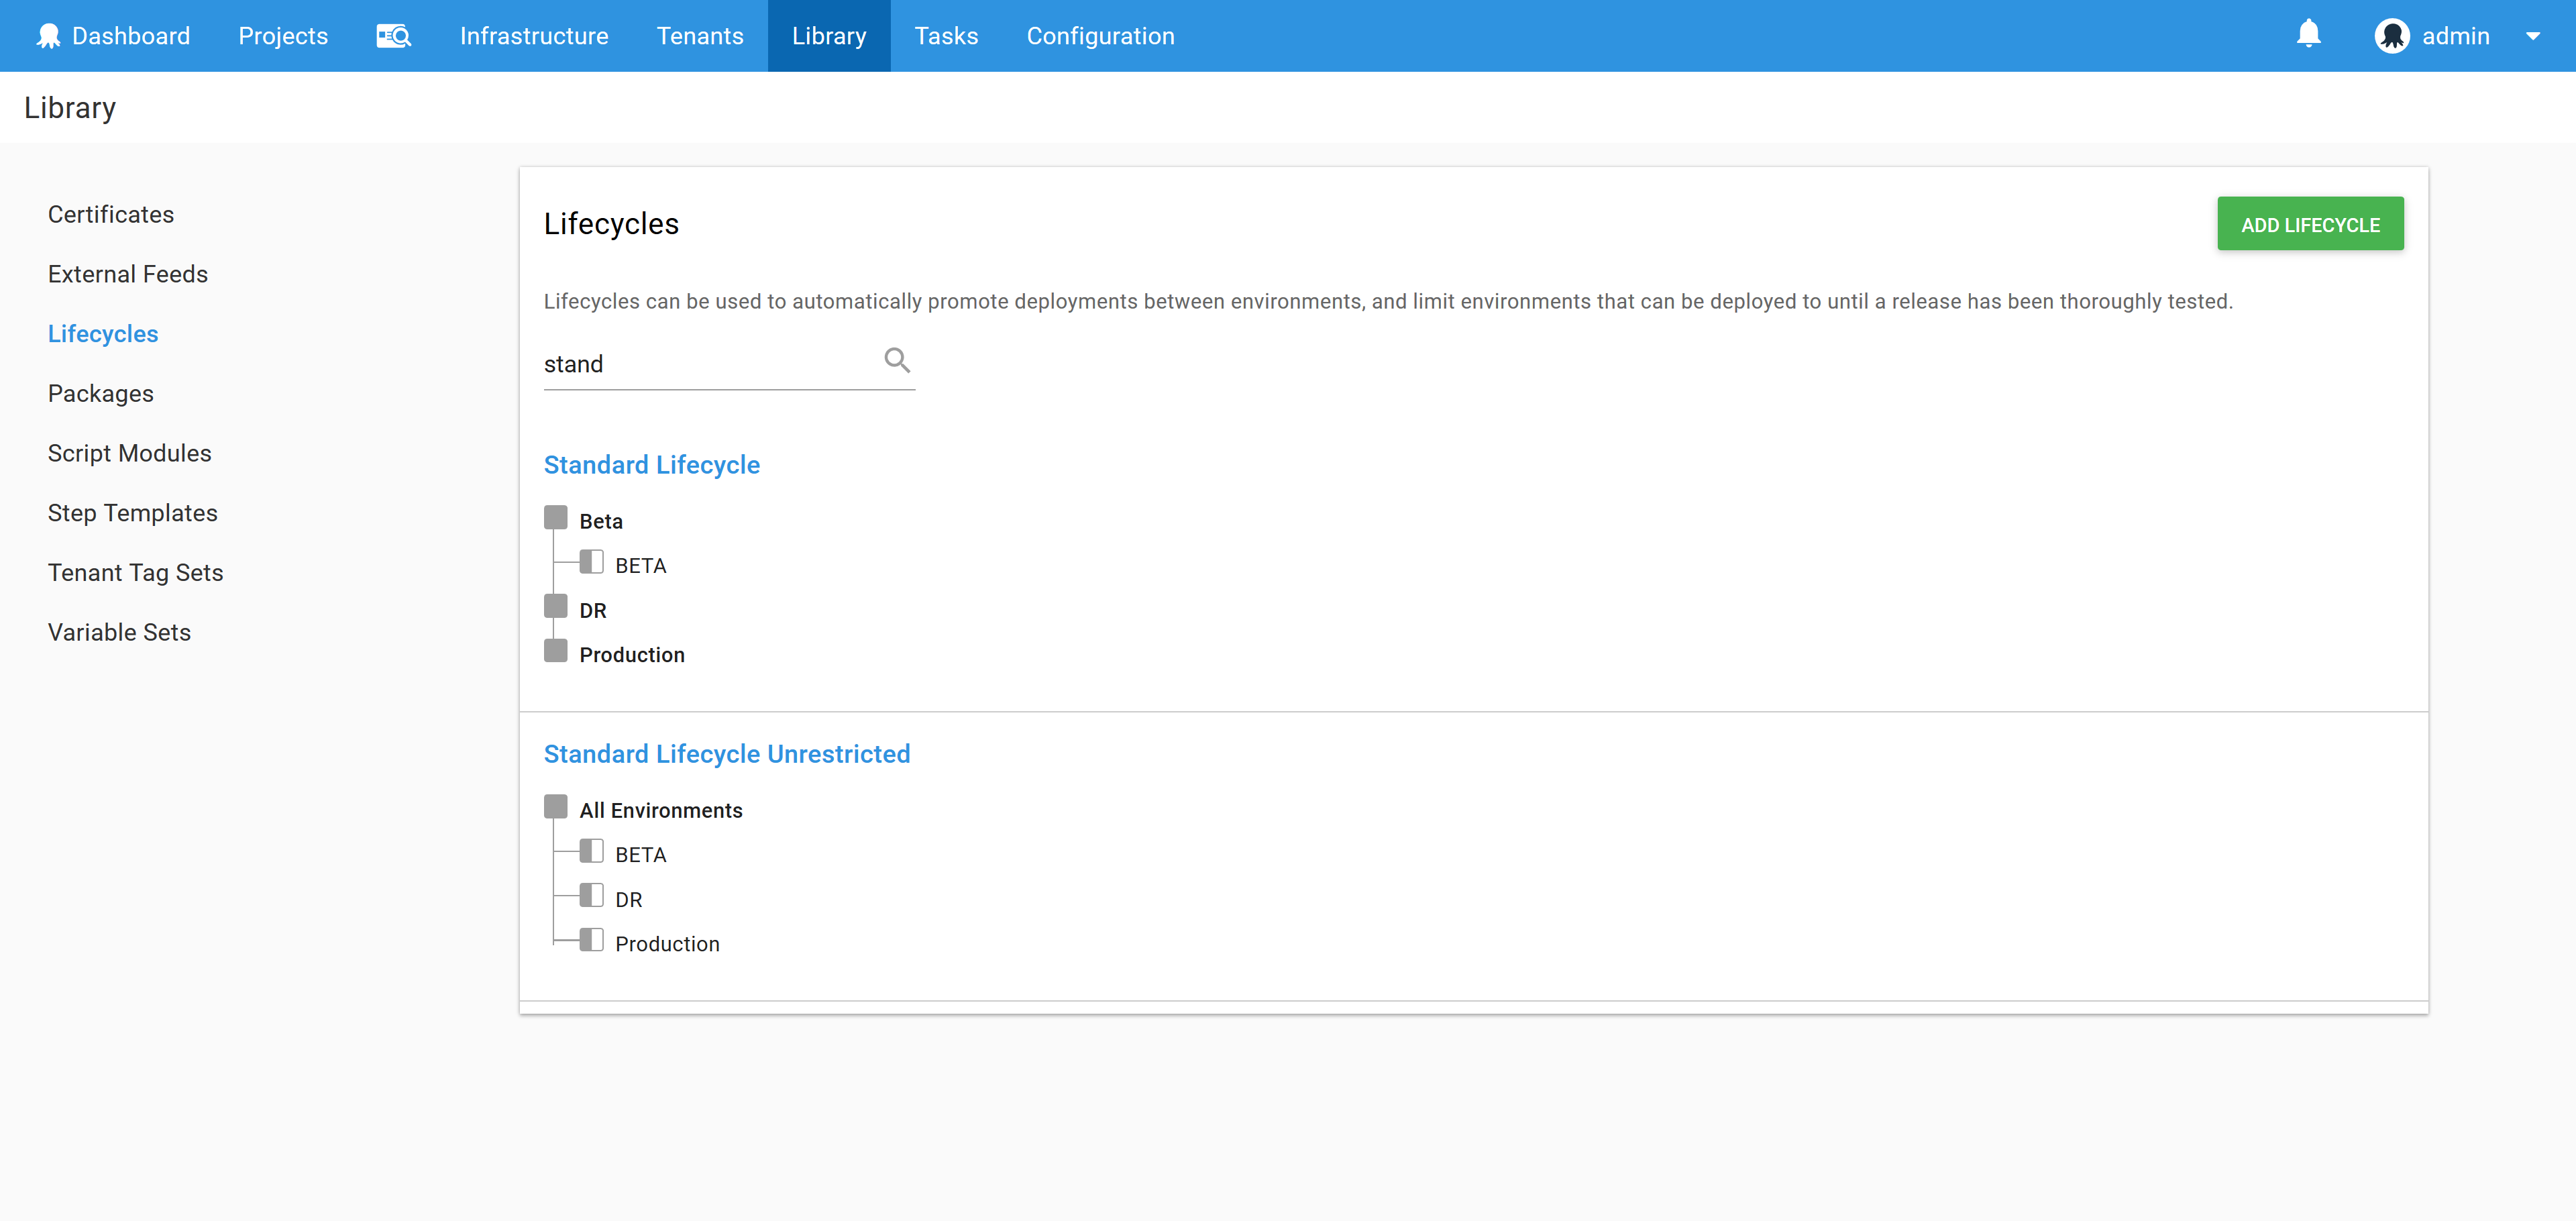 Dashboard Projects Infrastructure Tenants Library Tasks Configuration admin
Library
Certificates
External Feeds
Lifecycles
Packages
Script Modules
Step Templates
Tenant Tag Sets
Variable Sets
Lifecycles
ADD LIFECYCLE
Lifecycles can be used to automatically promote deployments between environments, and limit environments that can be deployed to until a release has been thoroughly tested.
stand
Standard Lifecycle
Beta
BETA
DR
Production
Standard Lifecycle Unrestricted
All Environments
BETA
DR
Production